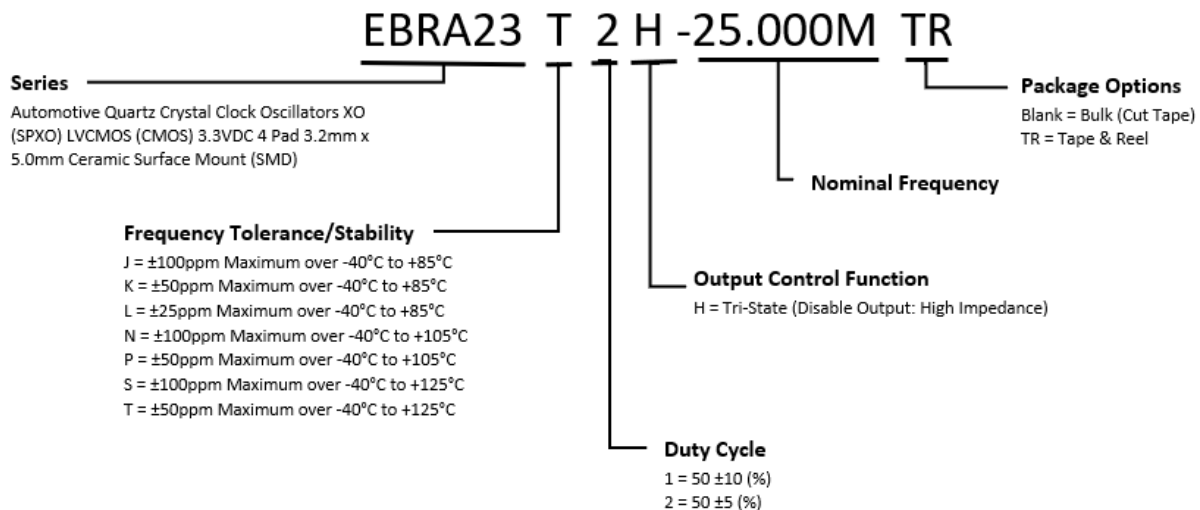 EBRA23 T 2 H -25.000M TR
Series
Automotive Quartz Crystal Clock Oscillators XO
(SPXO) LVCMOS (CMOS) 3.3VDC 4 Pad 3.2mm x
5.0mm Ceramic Surface Mount (SMD)
Package Options
Blank = Bulk (Cut Tape)
TR = Tape & Reel
Nominal Frequency
Frequency Tolerance/Stability
J = ±100ppm Maximum over -40°C to +85°C
K = ±50ppm Maximum over -40°C to +85°C
L = ±25ppm Maximum over -40°C to +85°C
N = ±100ppm Maximum over -40°C to +105°C
P = ±50ppm Maximum over -40°C to +105°C
S = ±100ppm Maximum over -40°C to +125°C
T = ±50ppm Maximum over -40°C to +125°C
Output Control Function
H = Tri-State (Disable Output: High Impedance)
Duty Cycle
1 = 50 ±10 (%)
2 = 50 ±5 (%)